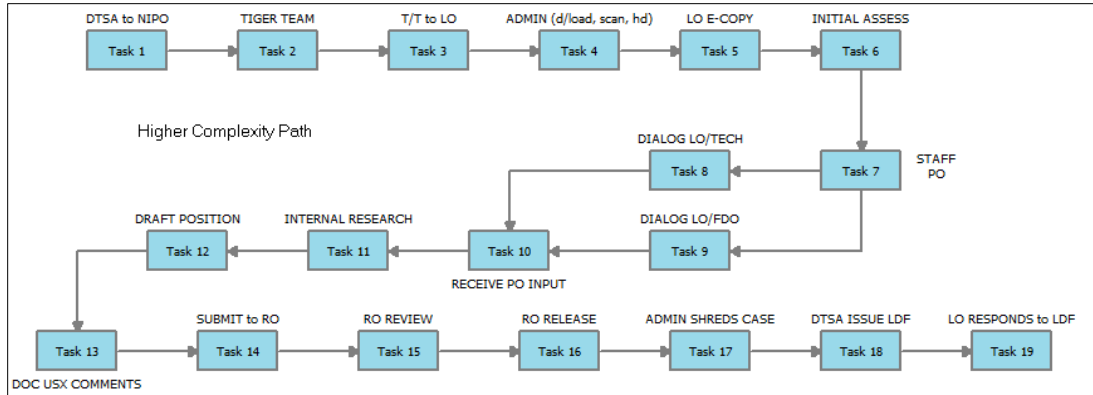 DTSA to NIPO
TIGER TEAM
T/T to LO
ADMIN (d/load, scan, hd)
LO E-COPY
INITIAL ASSESS
Task 1
Task 2
Task 3
Task 4
Task 5
Task 6
Higher Complexity Path
DIALOG LO/TECH
Task 8
Task 7
STAFF
PO
DRAFT POSITION
INTERNAL RESEARCH
DIALOG LO/FDO
Task 12
Task 11
Task 10
Task 9
RECEIVE PO INPUT
SUBMIT to RO
RO REVIEW
RO RELEASE
ADMIN SHREDS CASE
DTSA ISSUE LDF
LO RESPONDS to LDF
Task 13
Task 14
Task 15
Task 16
Task 17
Task 18
Task 19
DOC USX COMMENTS